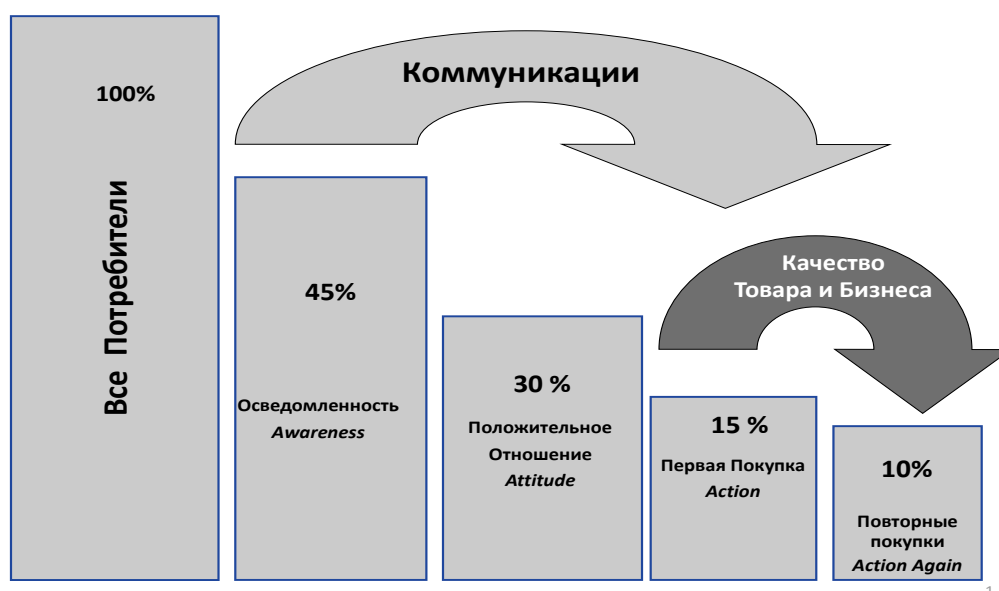 100%
Все Потребители
Коммуникации
45%
Осведомленность
Awareness
30 %
Положительное
Отношение
Attitude
Качество
Товара и Бизнеса
15 %
Первая Покупка
Action
10%
Повторные
покупки
Action Again
1